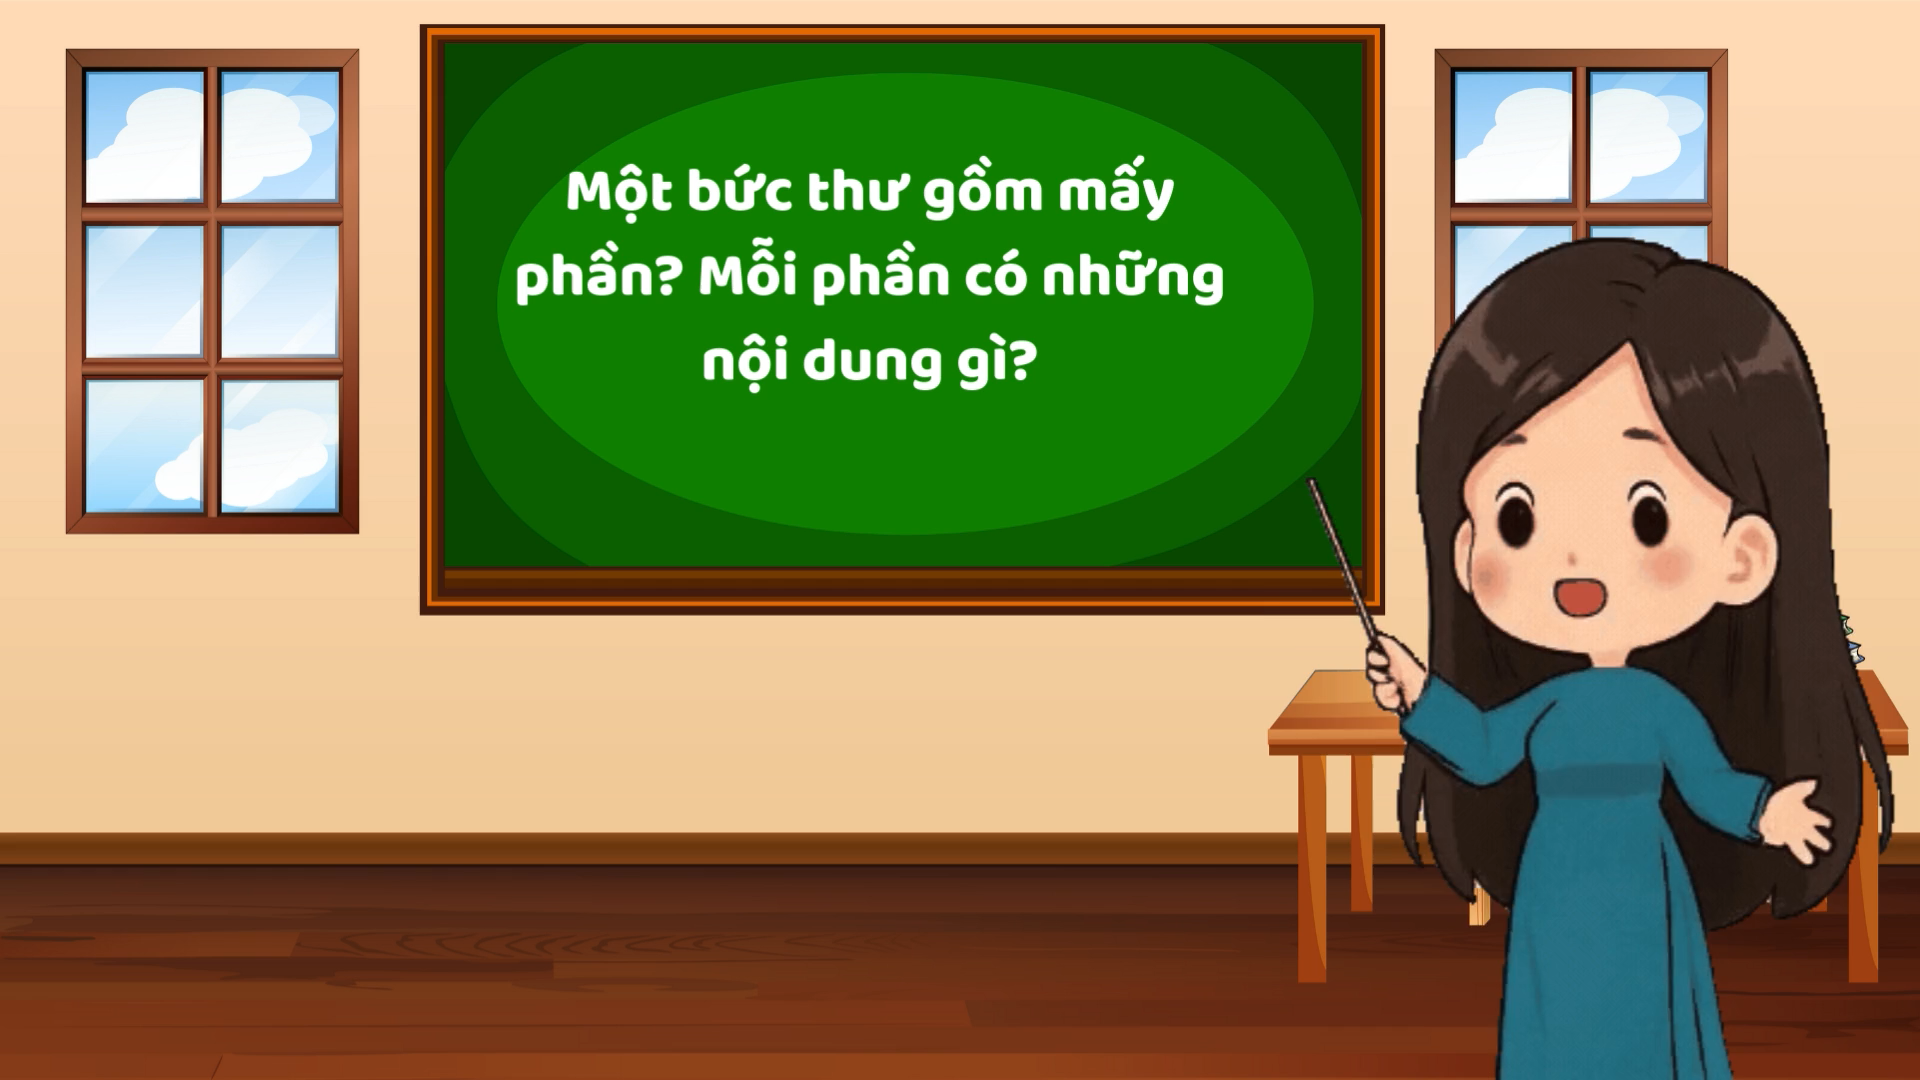 Một bức thư gồm mấy
phần? Mỗi phần có những
nội dung gì?